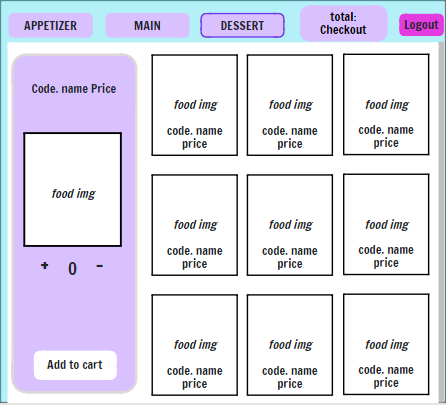 APPETIZER
MAIN
DESSERT
total:
Checkout
Logout
Code. name Price
food img
+ 0 -
Add to cart
food img
code. name
price
food img
code. name
price
food img
code. name
price
food img
code. name
price
food img
code. name
price
food img
code. name
price
food img
code. name
price
food img
code. name
price
food img
code. name
price